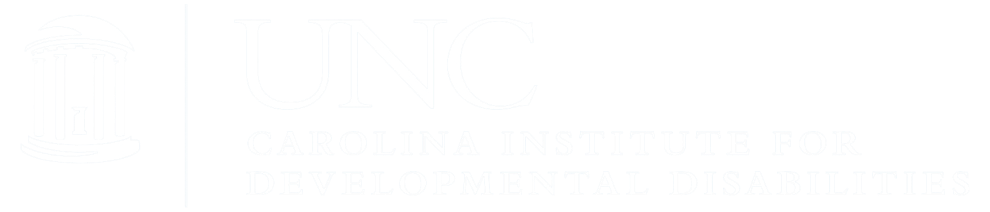 UNC
CAROLINA INSTITUTE FOR
DEVELOPMENTAL DISABILITIES